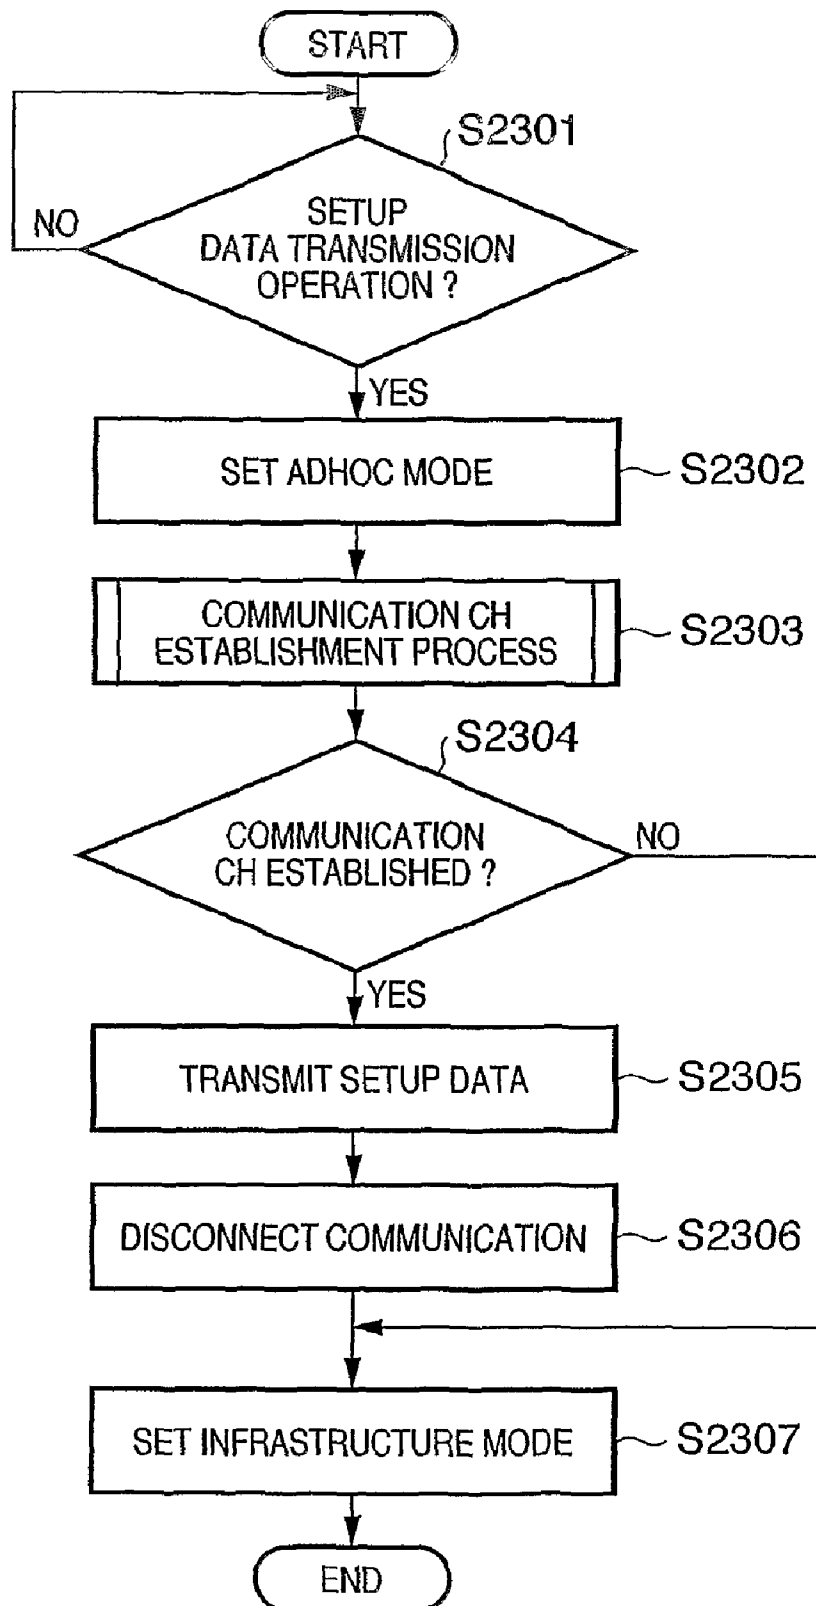 START
S2301
NO
SETUP
DATA TRANSMISSION
OPERATION ?
YES
SET ADHOC MODE
S2302
COMMUNICATION CH
ESTABLISHMENT PROCESS
S2303
S2304
COMMUNICATION
CH ESTABLISHED ?
NO
YES
TRANSMIT SETUP DATA
S2305
DISCONNECT COMMUNICATION
S2306
SET INFRASTRUCTURE MODE
S2307
END